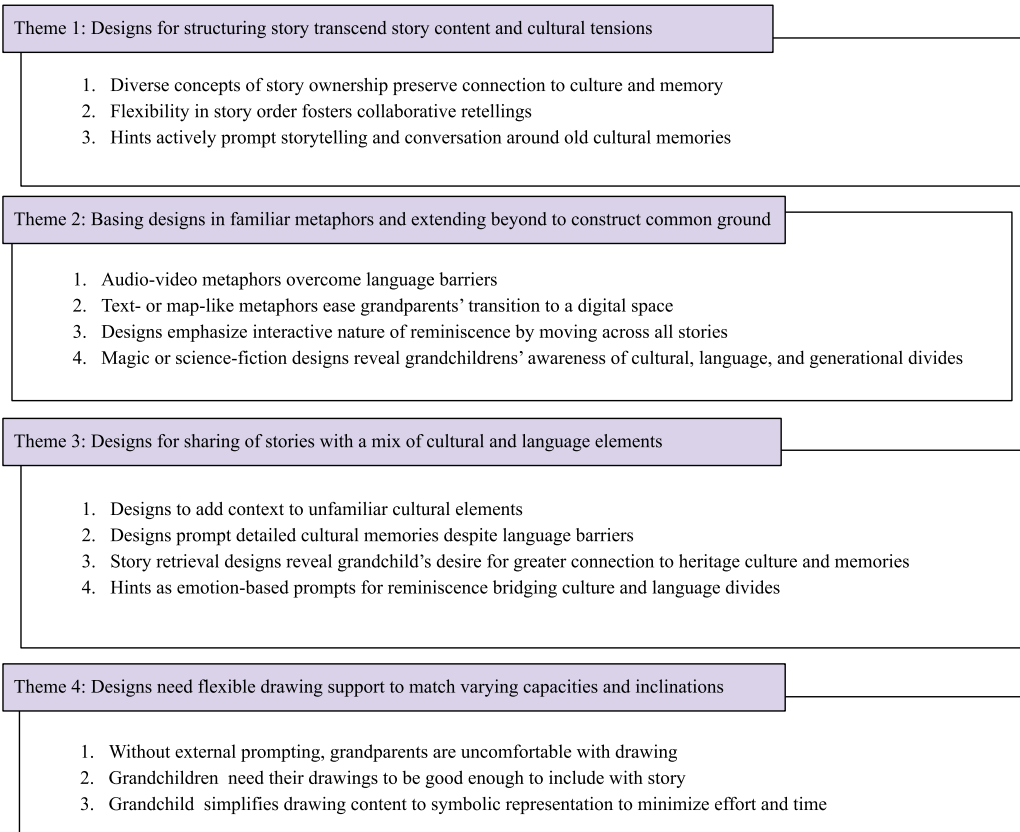 Theme 1: Designs for structuring story transcend story content and cultural tensions
1. Diverse concepts of story ownership preserve connection to culture and memory
2. Flexibility in story order fosters collaborative retellings
3. Hints actively prompt storytelling and conversation around old cultural memories
Theme 2: Basing designs in familiar metaphors and extending beyond to construct common ground
1. Audio-video metaphors overcome language barriers
2. Text- or map-like metaphors ease grandparents’ transition to a digital space
3. Designs emphasize interactive nature of reminiscence by moving across all stories
4. Magic or science-fiction designs reveal grandchildrens’ awareness of cultural, language, and generational divides
Theme 3: Designs for sharing of stories with a mix of cultural and language elements
1. Designs to add context to unfamiliar cultural elements
2. Designs prompt detailed cultural memories despite language barriers
3. Story retrieval designs reveal grandchild’s desire for greater connection to heritage culture and memories
4. Hints as emotion-based prompts for reminiscence bridging culture and language divides
Theme 4: Designs need flexible drawing support to match varying capacities and inclinations
1. Without external prompting, grandparents are uncomfortable with drawing
2. Grandchildren need their drawings to be good enough to include with story
3. Grandchild simplifies drawing content to symbolic representation to minimize effort and time